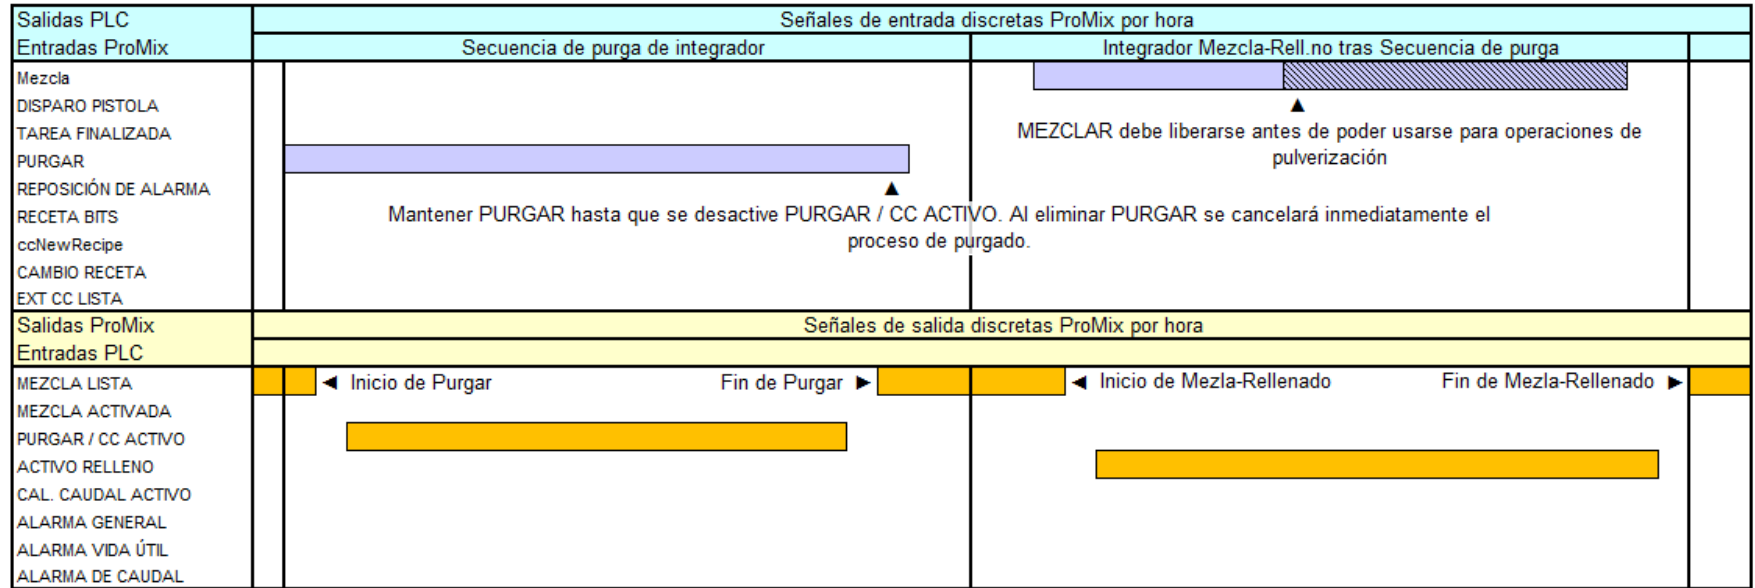 Salidas PLC
Señales de entrada discretas ProMix por hora
Entradas ProMix
Secuencia de purga de integrador
Integrador Mezcla-Rell.no tras Secuencia de purga
Mezcla
DISPARO PISTOLA
▲
TAREA FINALIZADA
MEZCLAR debe liberarse antes de poder usarse para operaciones de
pulverización
PURGAR
REPOSICIÓN DE ALARMA
▲
RECETA BITS
Mantener PURGAR hasta que se desactive PURGAR / CC ACTIVO. Al eliminar PURGAR se cancelará inmediatamente el
proceso de purgado.
ccNewRecipe
CAMBIO RECETA
EXT CC LISTA
Salidas ProMix
Señales de salida discretas ProMix por hora
Entradas PLC
MEZCLA LISTA
◄ Inicio de Purgar
Fin de Purgar ►
◄ Inicio de Mezla-Rellenado
Fin de Mezla-Rellenado ►
MEZCLA ACTIVADA
PURGAR / CC ACTIVO
ACTIVO RELLENO
CAL. CAUDAL ACTIVO
ALARMA GENERAL
ALARMA VIDA ÚTIL
ALARMA DE CAUDAL